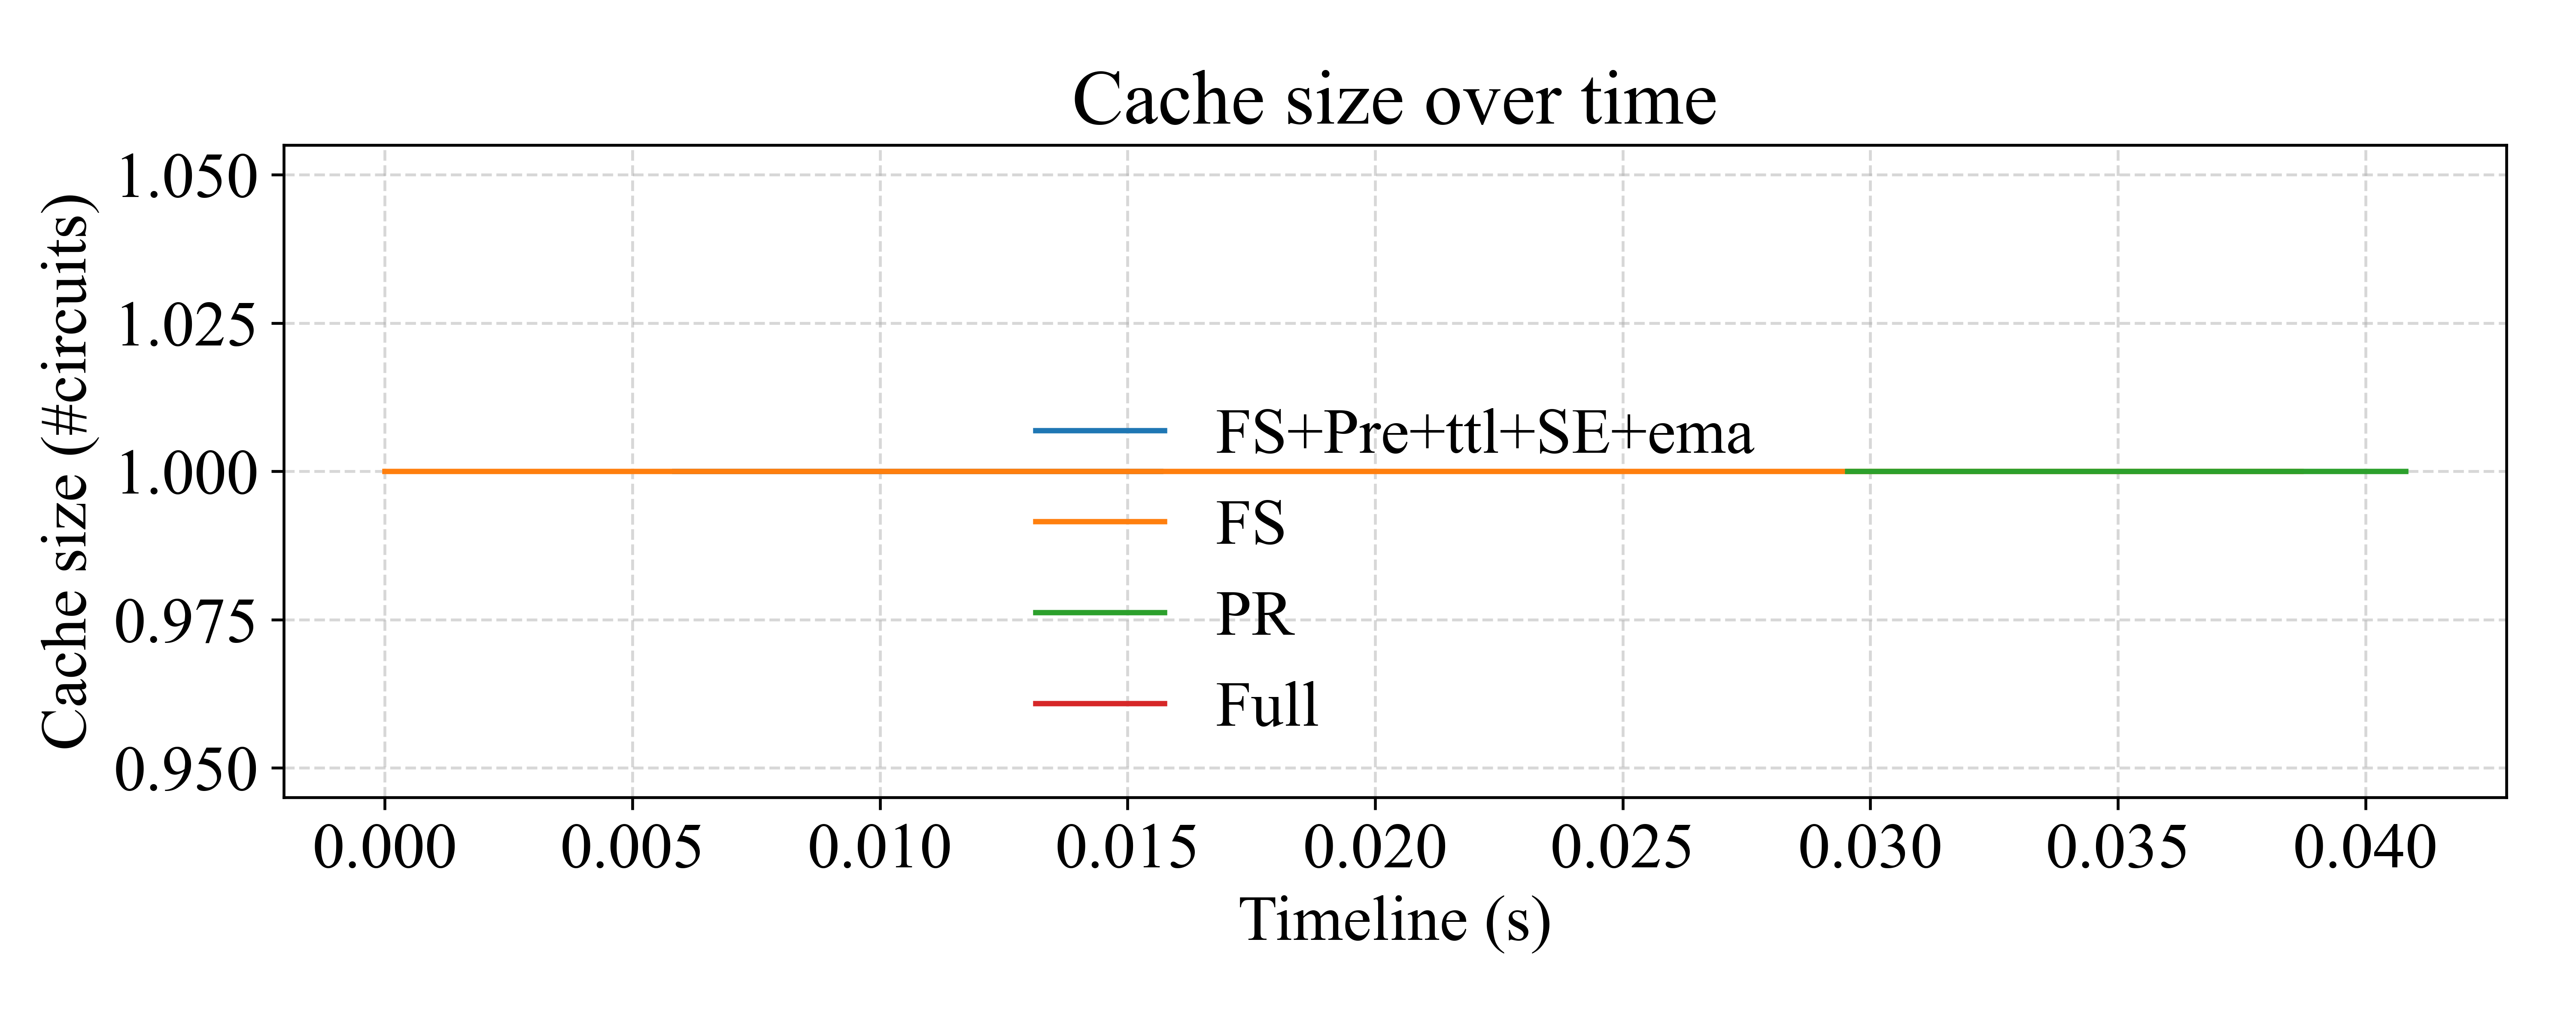 Cache size over time
Cache size (#circuits)
1.050
1.025
1.000
0.975
0.950
FS+Pre+ttl+SE+ema
FS
PR
Full
0.000 0.005 0.010 0.015 0.020 0.025 0.030 0.035 0.040
Timeline (s)